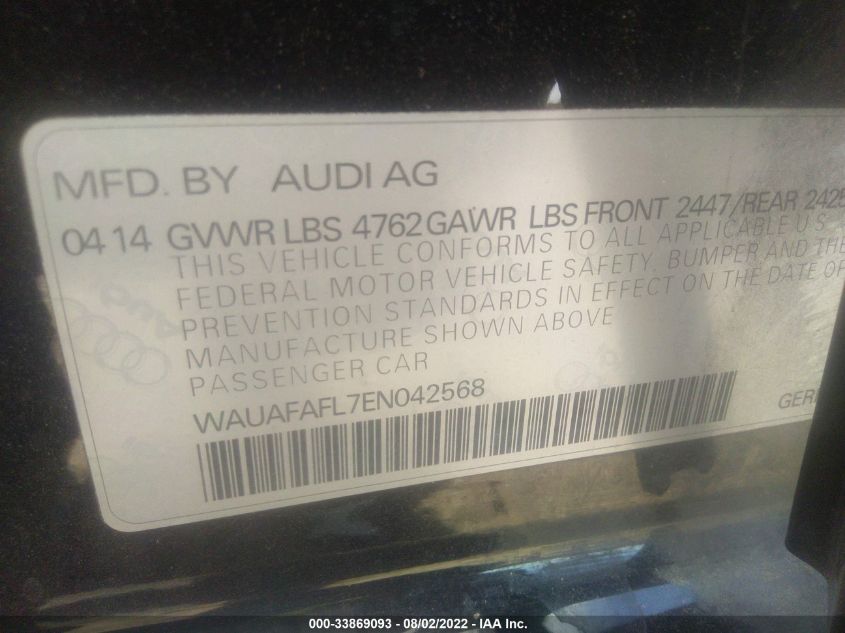 MFD. BY AUDI AG
04 14 GVWR LBS 4762 GAWR LBS FRONT 2447/REAR 2425
THIS VEHICLE CONFORMS TO ALL APPLICABLE U S
FEDERAL MOTOR VEHICLE SAFETY, BUMPER AND THE
PREVENTION STANDARDS IN EFFECT ON THE DATE OF
MANUFACTURE SHOWN ABOVE
PASSENGER CAR
WAUAFAFL7EN042568
GER
000-33869093 — 08/02/2022 - IAA Inc.